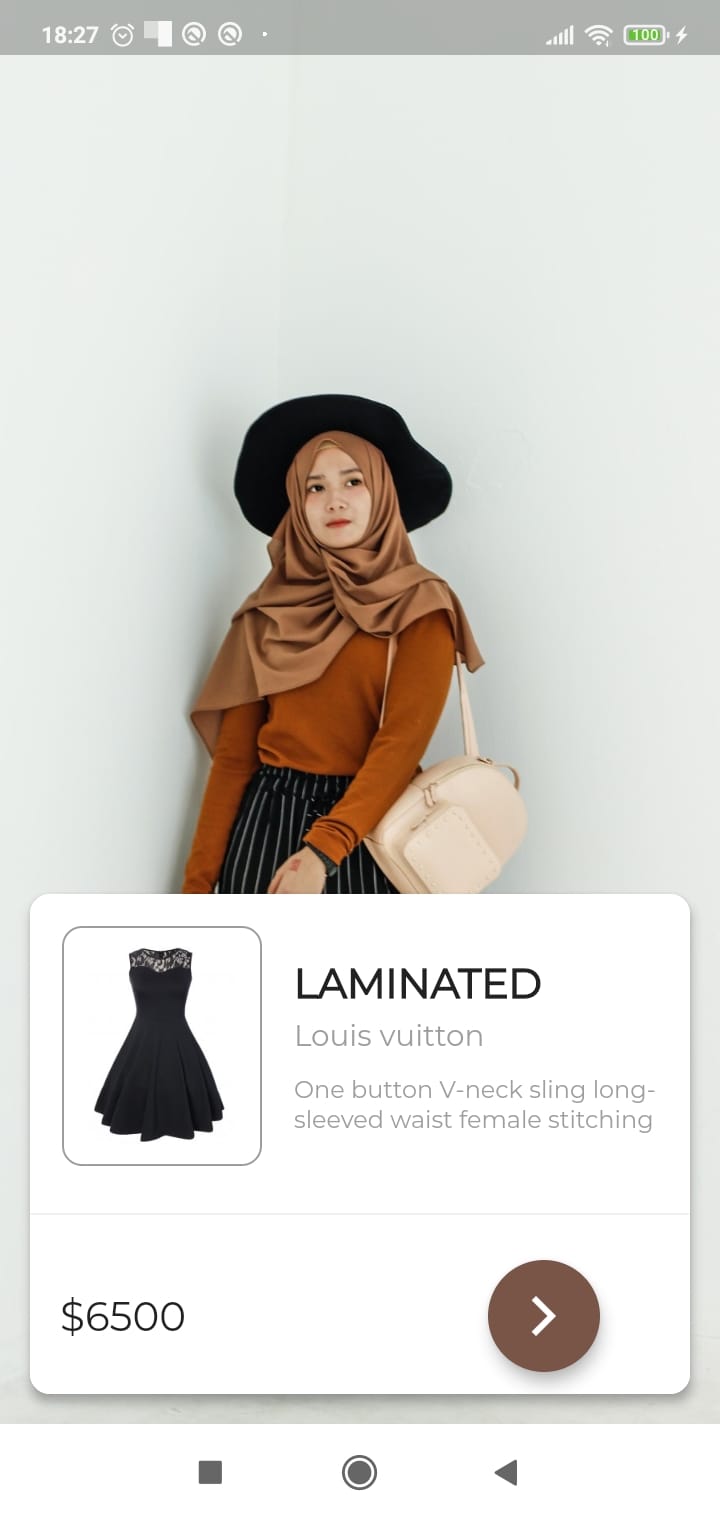 18:27
100
LAMINATED
Louis vuitton
One button V-neck sling long-
sleeved waist female stitching
$6500